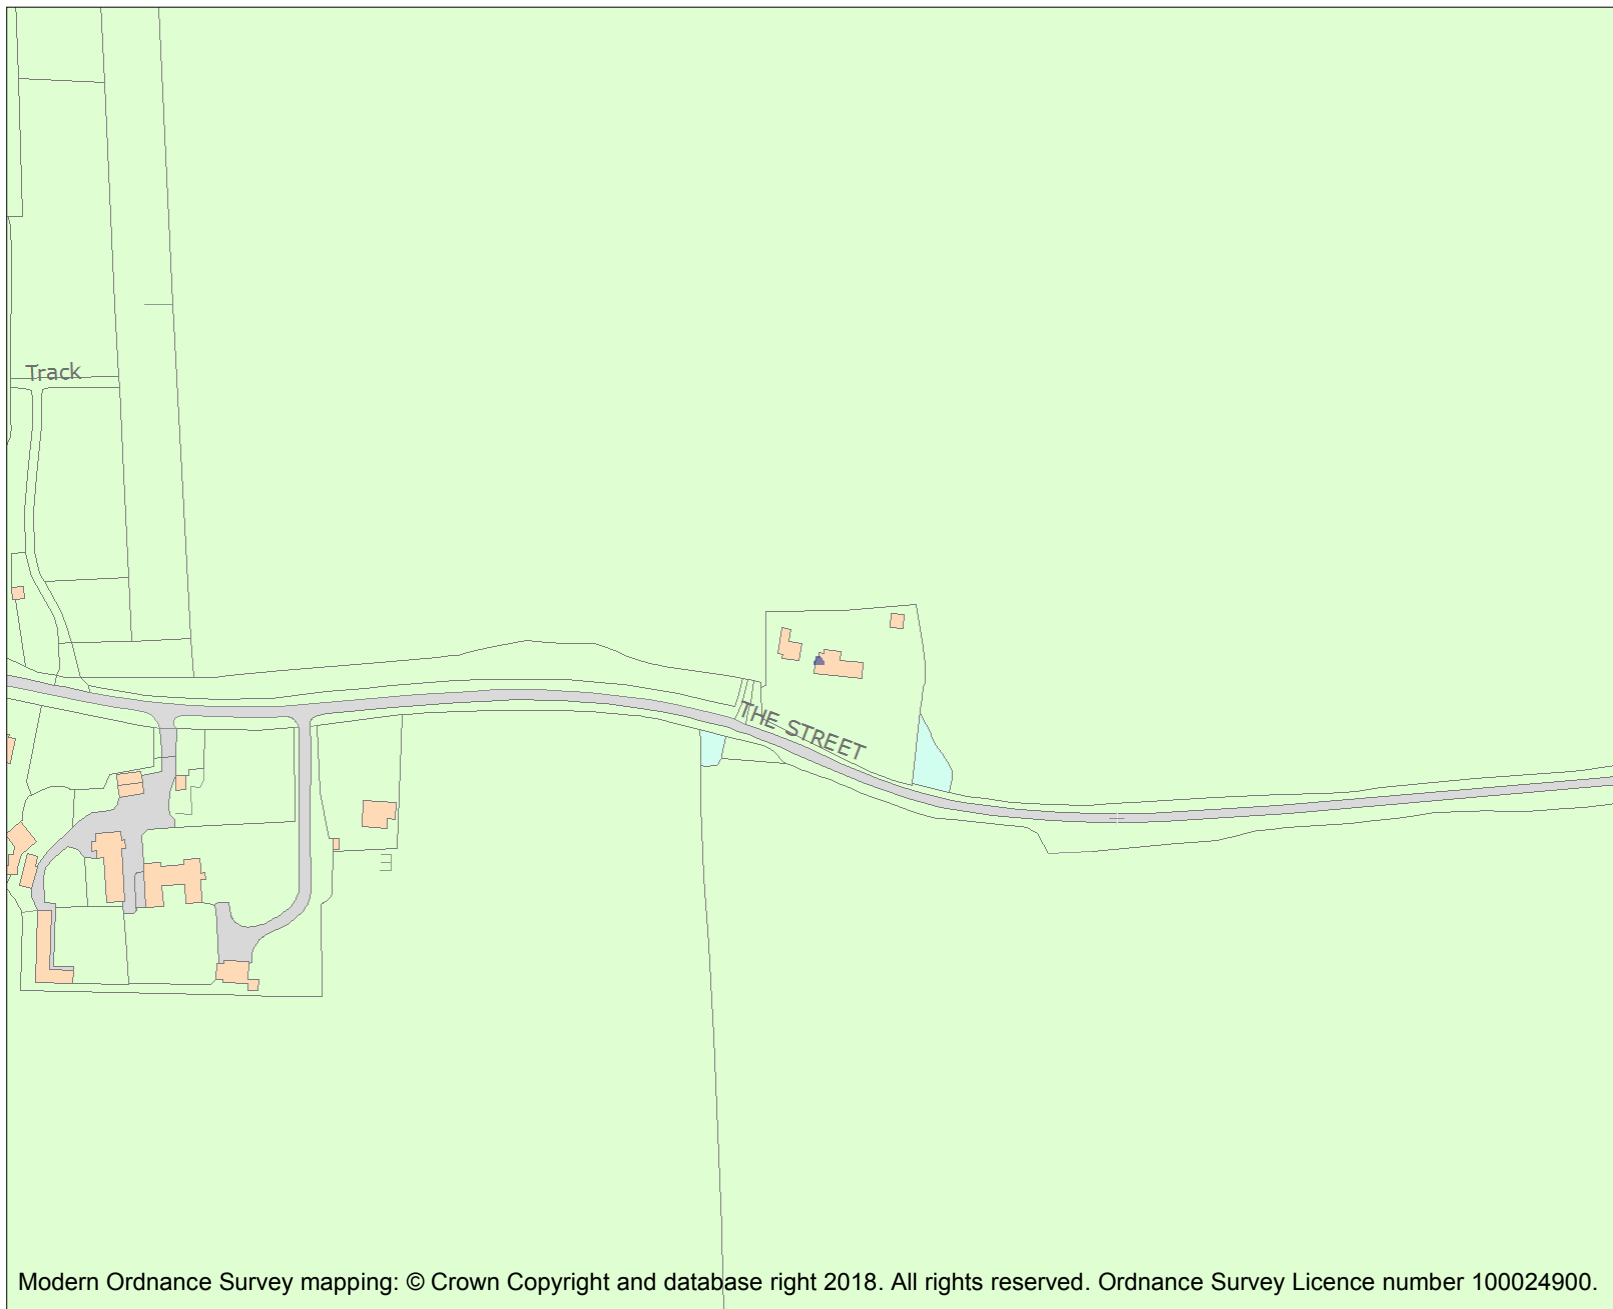 Track
THE STREET
Modern Ordnance Survey mapping: © Crown Copyright and database right 2018. All rights reserved. Ordnance Survey Licence number 100024900.